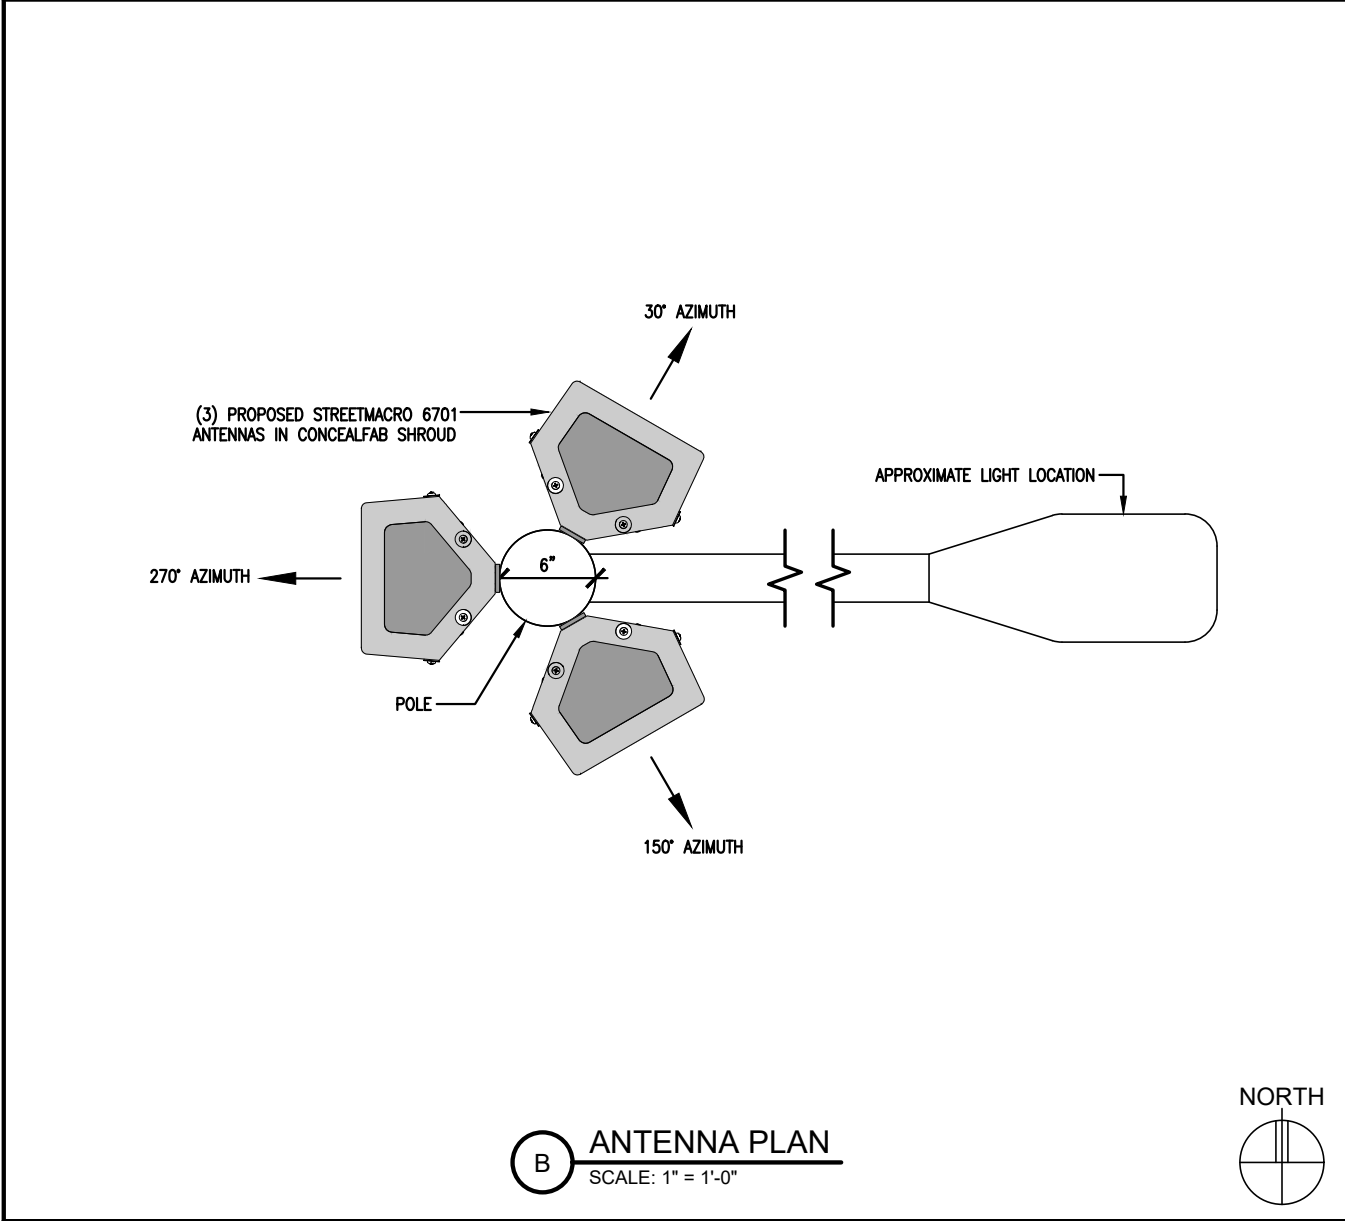 30° AZIMUTH
(3) PROPOSED STREETMACRO 6701
ANTENNAS IN CONCEALFAB SHROUD
APPROXIMATE LIGHT LOCATION
6"
270° AZIMUTH
POLE
150° AZIMUTH
NORTH
B
ANTENNA PLAN
SCALE: 1" = 1'-0"